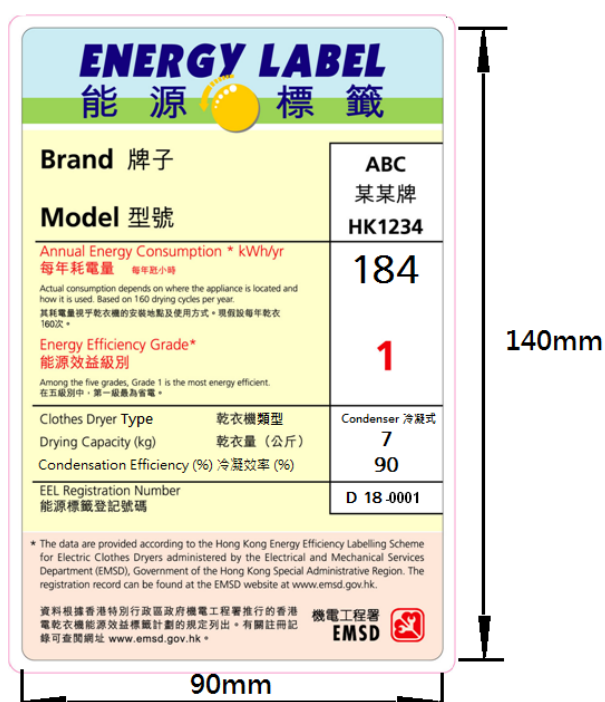 ENERGY LABEL
能源標籤
Brand 牌子
ABC
某某牌
Model 型號
HK1234
Annual Energy Consumption * kWh/yr
每年耗電量 每年戥小時
184
Actual consumption depends on where the appliance is located and
how it is used. Based on 160 drying cycles per year.
其耗電量視乎乾衣機的安裝地點及使用方式。現假設每年乾衣
160次。
Energy Efficiency Grade*
能源效益級別
1
Among the five grades, Grade 1 is the most energy efficient.
在五級別中，第一級最為省電。
Clothes Dryer Type 乾衣機類型 Condenser 冷凝式
Drying Capacity (kg) 乾衣量（公斤） 7
Condensation Efficiency (%) 冷凝效率 (%) 90
EEL Registration Number
能源標籤登記號碼
D 18-0001
* The data are provided according to the Hong Kong Energy Efficiency Labelling Scheme
for Electric Clothes Dryers administered by the Electrical and Mechanical Services
Department (EMSD), Government of the Hong Kong Special Administrative Region. The
registration record can be found at the EMSD website at www.emsd.gov.hk.
資料根據香港特別行政區政府機電工程署推行的香港
電乾衣機能源效益標籤計劃的規定列出。有關註冊記
錄可查閱網址 www.emsd.gov.hk。
機電工程署
EMSD
140mm
90mm